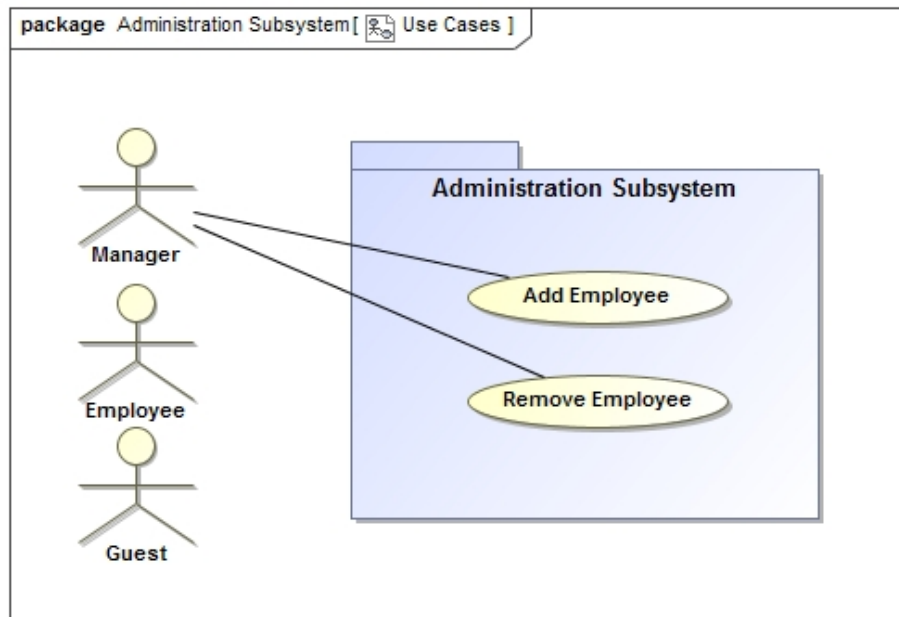 package Administration Subsystem[ Use Cases ]
Administration Subsystem
Manager
Add Employee
Remove Employee
Employee
Guest